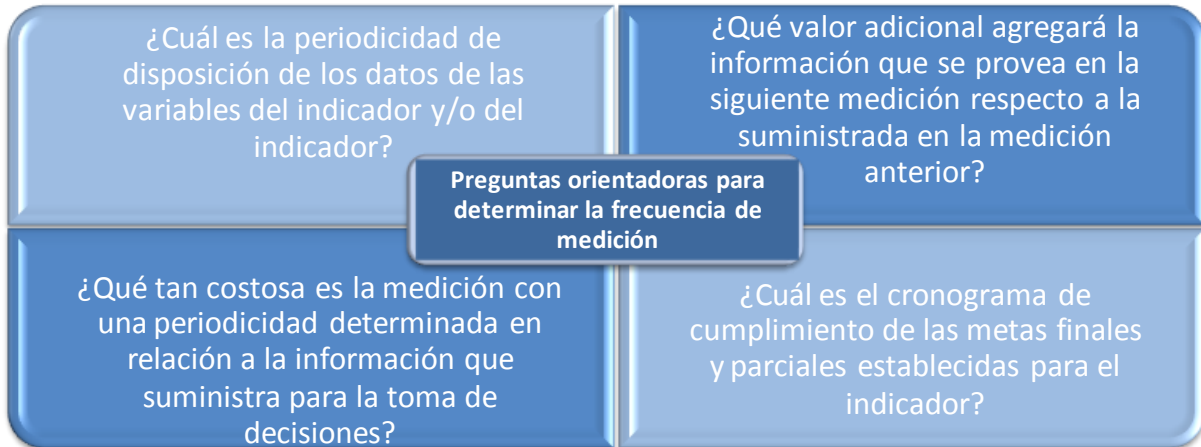 ¿Cuál es la periodicidad de
disposición de los datos de las
variables del indicador y/o del
indicador?
¿Qué valor adicional agregará la
información que se provea en la
siguiente medición respecto a la
suministrada en la medición
anterior?
Preguntas orientadoras para
determinar la frecuencia de
medición
¿Qué tan costosa es la medición con
una periodicidad determinada en
relación a la información que
suministra para la toma de
decisiones?
¿Cuál es el cronograma de
cumplimiento de las metas finales
y parciales establecidas para el
indicador?